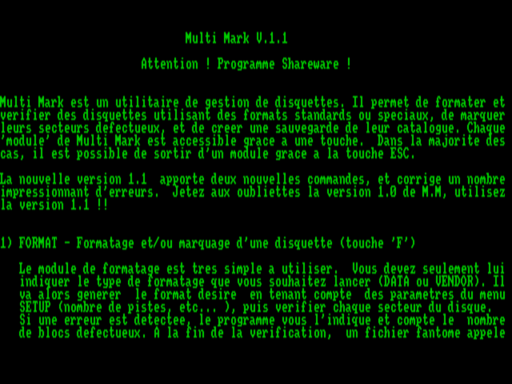 Multi Mark V.1.1
Attention ! Programme Shareware !
Multi Mark est un utilitaire de gestion de disquettes. Il permet de formater et
verifier des disquettes utilisant des formats standards ou speciaux, de marquer
leurs secteurs defectueux, et de creer une sauvegarde de leur catalogue. Chaque
'module' de Multi Mark est accessible grace a une touche.  Dans la majorite des
cas, il est possible de sortir d'un module grace a la touche ESC.
La nouvelle version 1.1  apporte deux nouvelles commandes, et corrige un nombre
impressionnant d'erreurs.  Jetez aux oubliettes la version 1.0 de M.M, utilisez
la version 1.1 !!
1) FORMAT - Formatage et/ou marquage d'une disquette (touche 'F')
Le module de formatage est tres simple a utiliser.  Vous devez seulement lui
indiquer le type de formatage que vous souhaitez lancer (DATA ou VENDOR). Il
va alors generer  le format desire  en tenant compte  des parametres du menu
SETUP (nombre de pistes, etc... ), puis verifier chaque secteur du disque.
Si une erreur est detectee, le programme vous l'indique et compte le  nombre
de blocs defectueux. A la fin de la verification,  un fichier fantome appele